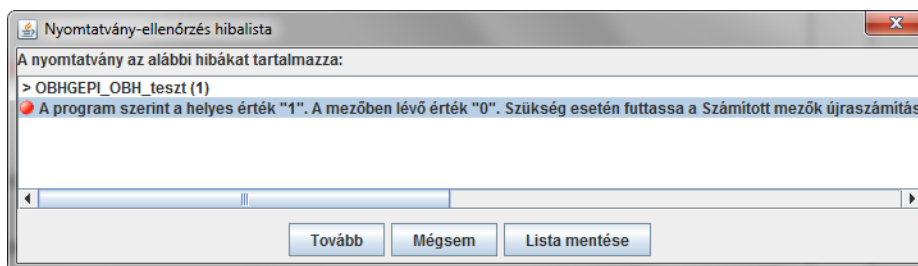 Nyomtatvány-ellenőrzés hibalista
A nyomtatvány az alábbi hibákat tartalmazza:
> OBHGEPI_OBH_teszt (1)
A program szerint a helyes érték "1". A mezőben lévő érték "0". Szükség esetén futtassa a Számított mezők újraszámítás
Tovább Mégsem Lista mentése